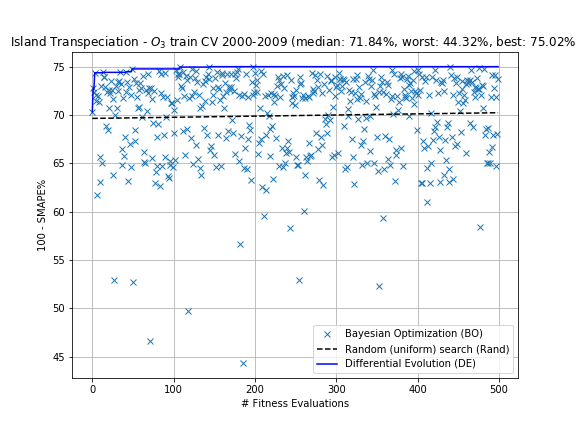 Island Transpeciation - O₃ train CV 2000-2009 (median: 71.84%, worst: 44.32%, best: 75.02%
100 - SMAPE%
75
70
65
60
55
50
45
Bayesian Optimization (BO)
Random (uniform) search (Rand)
Differential Evolution (DE)
0 100 200 300 400 500
# Fitness Evaluations